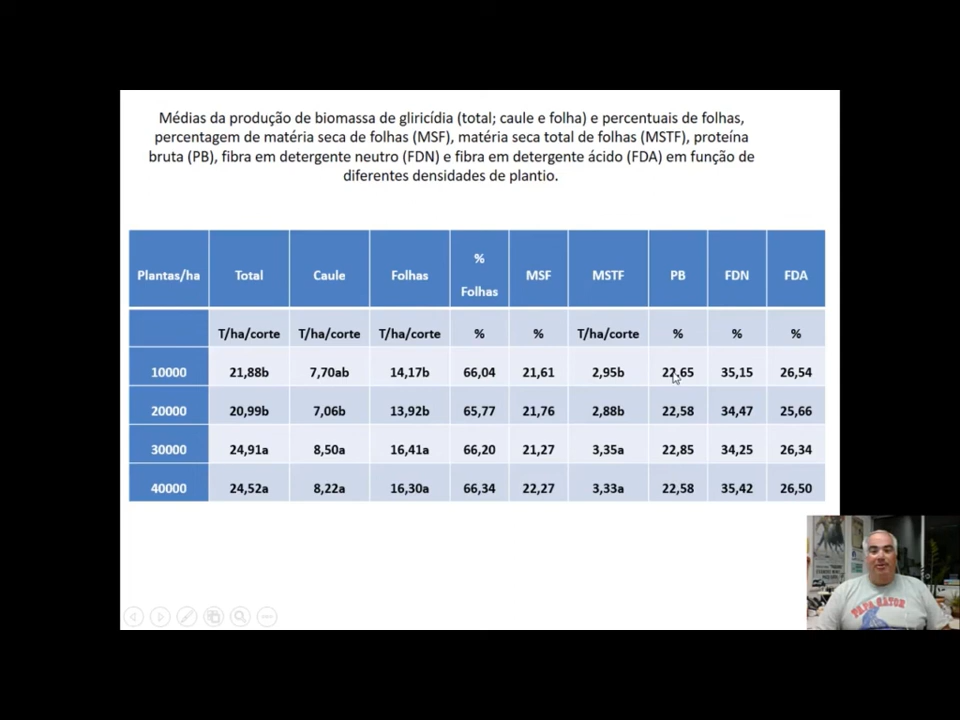 Médias da produção de biomassa de gliricídia (total; caule e folha) e percentuais de folhas,
percentagem de matéria seca de folhas (MSF), matéria seca total de folhas (MSTF), proteína
bruta (PB), fibra em detergente neutro (FDN) e fibra em detergente ácido (FDA) em função de
diferentes densidades de plantio.
Plantas/ha Total Caule Folhas % Folhas MSF MSTF PB FDN FDA
T/ha/corte T/ha/corte T/ha/corte % % T/ha/corte % % %
10000 21,88b 7,70ab 14,17b 66,04 21,61 2,95b 22,65 35,15 26,54
20000 20,99b 7,06b 13,92b 65,77 21,76 2,88b 22,58 34,47 25,66
30000 24,91a 8,50a 16,41a 66,20 21,27 3,35a 22,85 34,25 26,34
40000 24,52a 8,22a 16,30a 66,34 22,27 3,33a 22,58 35,42 26,50
PAPA GATOR